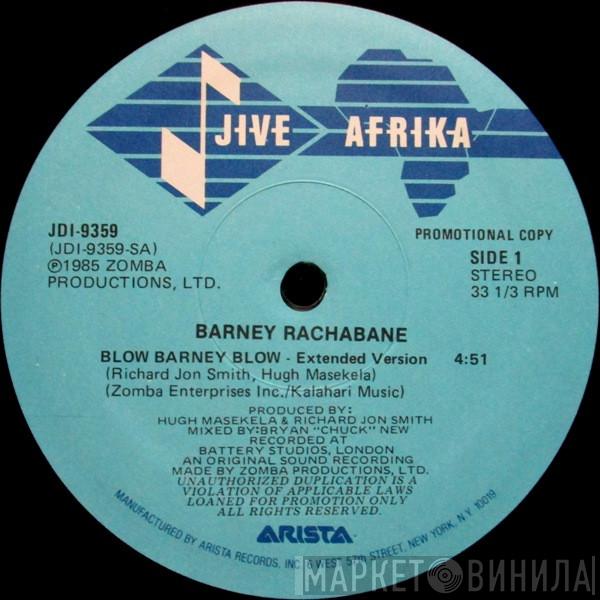 JIVE AFRIKA
JDI-9359
(JDI-9359-SA)
℗1985 ZOMBA
PRODUCTIONS, LTD.
PROMOTIONAL COPY
SIDE 1
STEREO
33 1/3 RPM
BARNEY RACHABANE
BLOW BARNEY BLOW - Extended Version 4:51
(Richard Jon Smith, Hugh Masekela)
(Zomba Enterprises Inc./Kalahari Music)
PRODUCED BY:
HUGH MASEKELA & RICHARD JON SMITH
MIXED BY:BRYAN "CHUCK" NEW
RECORDED AT
BATTERY STUDIOS, LONDON
AN ORIGINAL SOUND RECORDING
MADE BY ZOMBA PRODUCTIONS, LTD.
UNAUTHORIZED DUPLICATION IS A
VIOLATION OF APPLICABLE LAWS
LOANED FOR PROMOTION ONLY
ALL RIGHTS RESERVED.
ARISTA
MANUFACTURED BY ARISTA RECORDS, INC. 6 WEST 57th STREET, NEW YORK, N.Y. 10019
МАРКЕТ ВИНИЛА